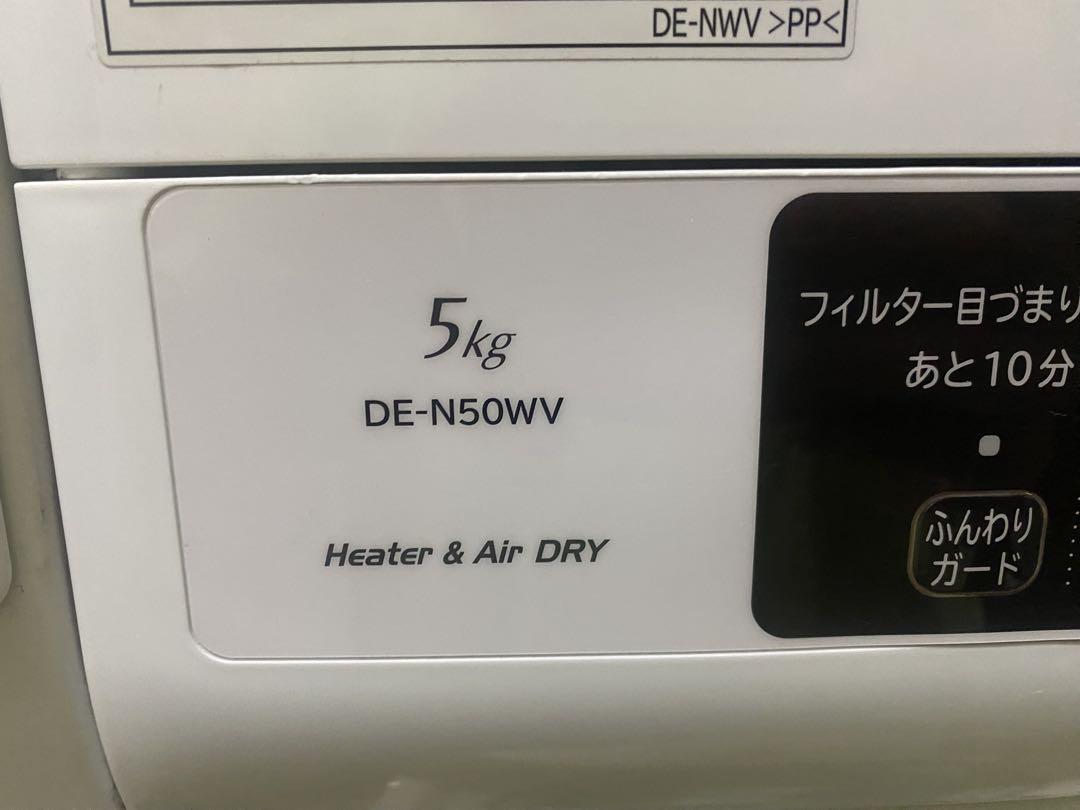 DE-NWV >PP<
5kg
DE-N50WV
Heater & Air DRY
フィルター目づまり
あと10分
ふんわり
ガード